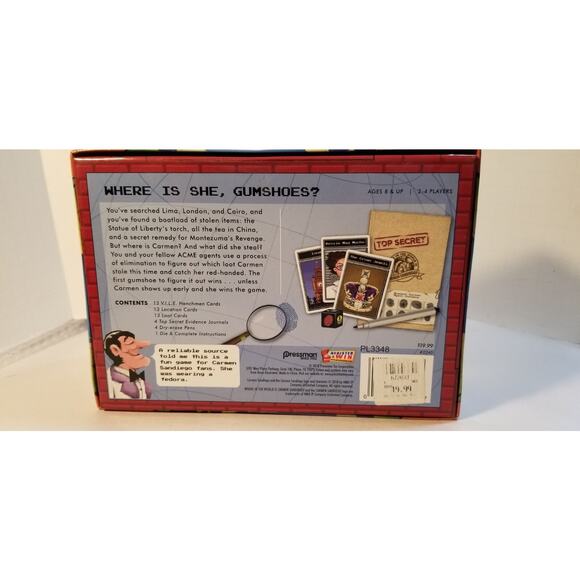 WHERE IS SHE, GUMSHOES?
AGES 8 & UP | 2-4 PLAYERS
You've searched Lima, London, and Cairo, and
you've found a boatload of stolen items: the
Statue of Liberty's torch, all the tea in China,
and a secret remedy for Montezuma's Revenge.
But where is Carmen? And what did she steal?
You and your fellow ACME agents use a process
of elimination to figure out which loot Carmen
stole this time and catch her red-handed. The
first gumshoe to figure it out wins . . . unless
Carmen shows up early and she wins the game.
CONTENTS
13 V.I.L.E. Henchmen Cards
12 Location Cards
13 Loot Cards
4 Top Secret Evidence Journals
4 Dry-erase Pens
1 Die & Complete Instructions
The Crown Jewels
TOP SECRET
A reliable source
told me this is a
fun game for Carmen
Sandiego fans. She
was wearing a
fedora.
Pressman
PL3348
$19.99
19.99